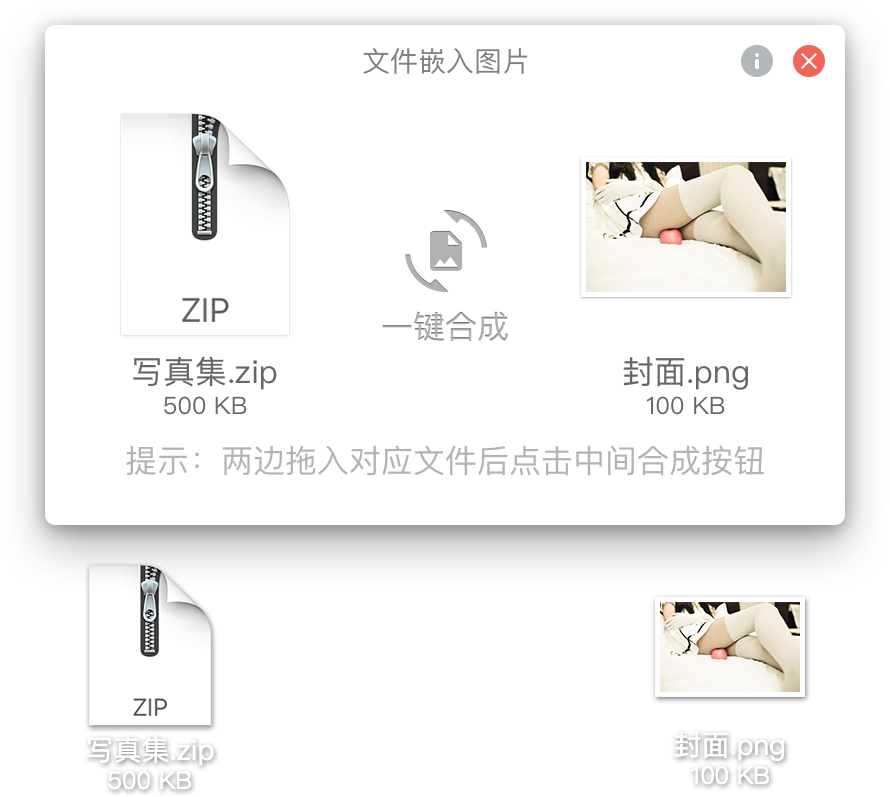 文件嵌入图片
ZIP
一键合成
写真集.zip
500 KB
封面.png
100 KB
提示：两边拖入对应文件后点击中间合成按钮
ZIP
写真集.zip
500 KB
封面.png
100 KB